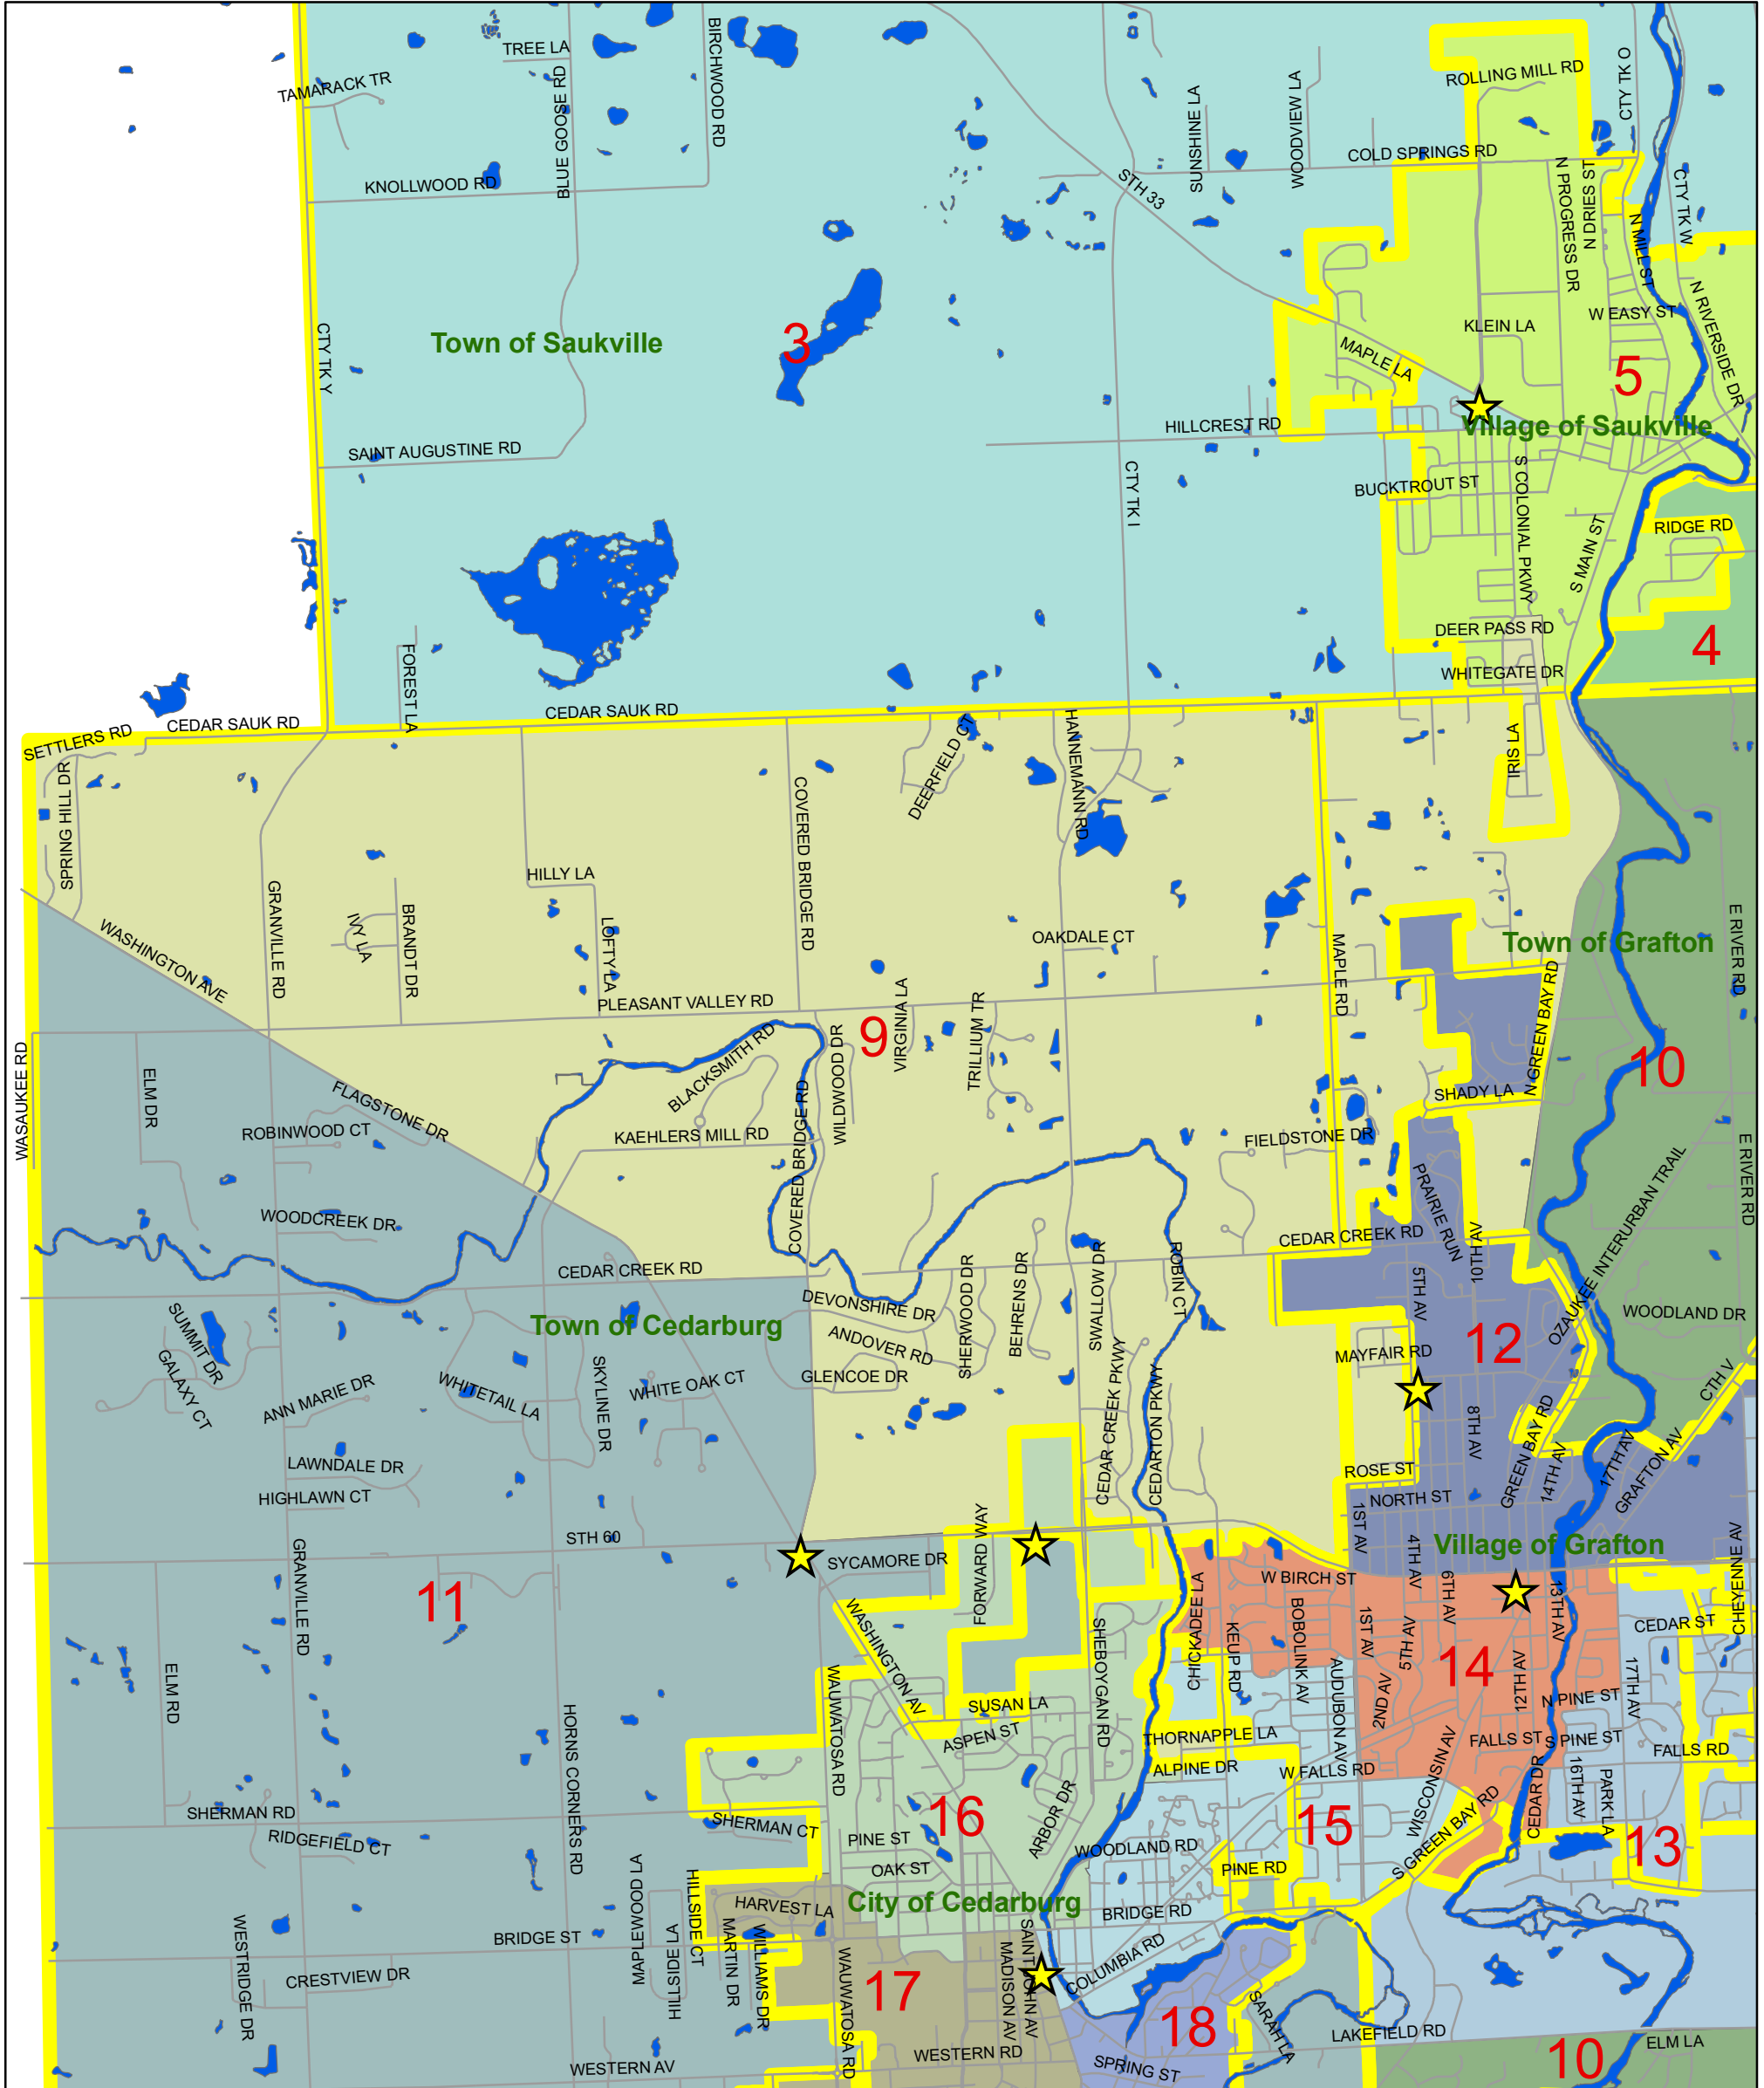 TREE LA
BIRCHWOOD RD
TAMARACK TR
BLUE GOOSE RD
KNOLLWOOD RD
STH 33
SUNSHINE LA
WOODVIEW LA
COLD SPRINGS RD
ROLLING MILL RD
CTY TK O
N PROGRESS DR
N DRIES ST
N MILL ST
CTY TK W
N RIVERSIDE DR
W EASY ST
KLEIN LA
MAPLE LA
CTY TK Y
Town of Saukville
3
5
Village of Saukville
HILLCREST RD
SAINT AUGUSTINE RD
CTY TK I
BUCKTROUT ST
S COLONIAL PKWY
S MAIN ST
RIDGE RD
4
DEER PASS RD
WHITEGATE DR
FOREST LA
CEDAR SAUK RD
CEDAR SAUK RD
SETTLERS RD
SPRING HILL DR
DEERFIELD CT
HANNEMANN RD
IRIS LA
COVERED BRIDGE RD
HILLY LA
GRANVILLE RD
IVY LA
BRANDT DR
LOFTY LA
OAKDALE CT
MAPLE RD
Town of Grafton
E RIVER RD
WASHINGTON AVE
PLEASANT VALLEY RD
9
VIRGINIA LA
TRILLIUM TR
WILDWOOD DR
BLACKSMITH RD
N GREEN BAY RD
10
SHADY LA
WASAUKEE RD
ELM DR
FLAGSTONE DR
ROBINWOOD CT
KAEHLERS MILL RD
COVERED BRIDGE RD
FIELDSTONE DR
PRAIRIE RUN
OZAUKEE INTERURBAN TRAIL
E RIVER RD
WOODCREEK DR
CEDAR CREEK RD
10TH AV
CEDAR CREEK RD
5TH AV
SUMMIT DR
GALAXY CT
Town of Cedarburg
DEVONSHIRE DR
ANDOVER RD
GLENCOE DR
SHERWOOD DR
BEHRENS DR
SWALLOW DR
ROBIN CT
WOODLAND DR
12
MAYFAIR RD
CTH V
ANN MARIE DR
WHITETAIL LA
SKYLINE DR
WHITE OAK CT
CEDAR CREEK PKWY
CEDARTON PKWY
8TH AV
GREEN BAY RD
14TH AV
17TH AV
GRAFTON AV
LAWNDALE DR
HIGHLAWN CT
ROSE ST
NORTH ST
1ST AV
4TH AV
Village of Grafton
CHEYENNE AVE
STH 60
SYCAMORE DR
FORWARD WAY
GRANVILLE RD
11
W BIRCH ST
6TH AV
13TH AV
WASHINGTON AV
SHEBOYGAN RD
CHICKADEE LA
KEUP RD
BOBOLINK AV
1ST AV
5TH AV
CEDAR ST
ELM RD
WAUWATOSA RD
AUDUBON AV
2ND AV
14
12TH AV
N PINE ST
17TH AV
SUSAN LA
ASPEN ST
THORNAPPLE LA
ALPINE DR
W FALLS RD
WISCONSIN AV
FALLS ST
S PINE ST
FALLS RD
HORNS CORNERS RD
SHERMAN RD
RIDGEFIELD CT
SHERMAN CT
16
ARBOR DR
15
CEDAR DR
16TH AV
PARK LA
13
PINE ST
OAK ST
WOODLAND RD
PINE RD
S GREEN BAY RD
City of Cedarburg
HARVEST LA
BRIDGE RD
MAPLEWOOD LA
HILLSIDE LA
HILLSIDE CT
MARTIN DR
WILLIAMS DR
BRIDGE ST
WESTRIDGE DR
CRESTVIEW DR
WAUWATOSA RD
17
MADISON AV
SAINT JOHN AV
COLUMBIA RD
18
SARAH LA
LAKEFIELD RD
WESTERN RD
SPRING ST
WESTERN AV
10
ELM LA